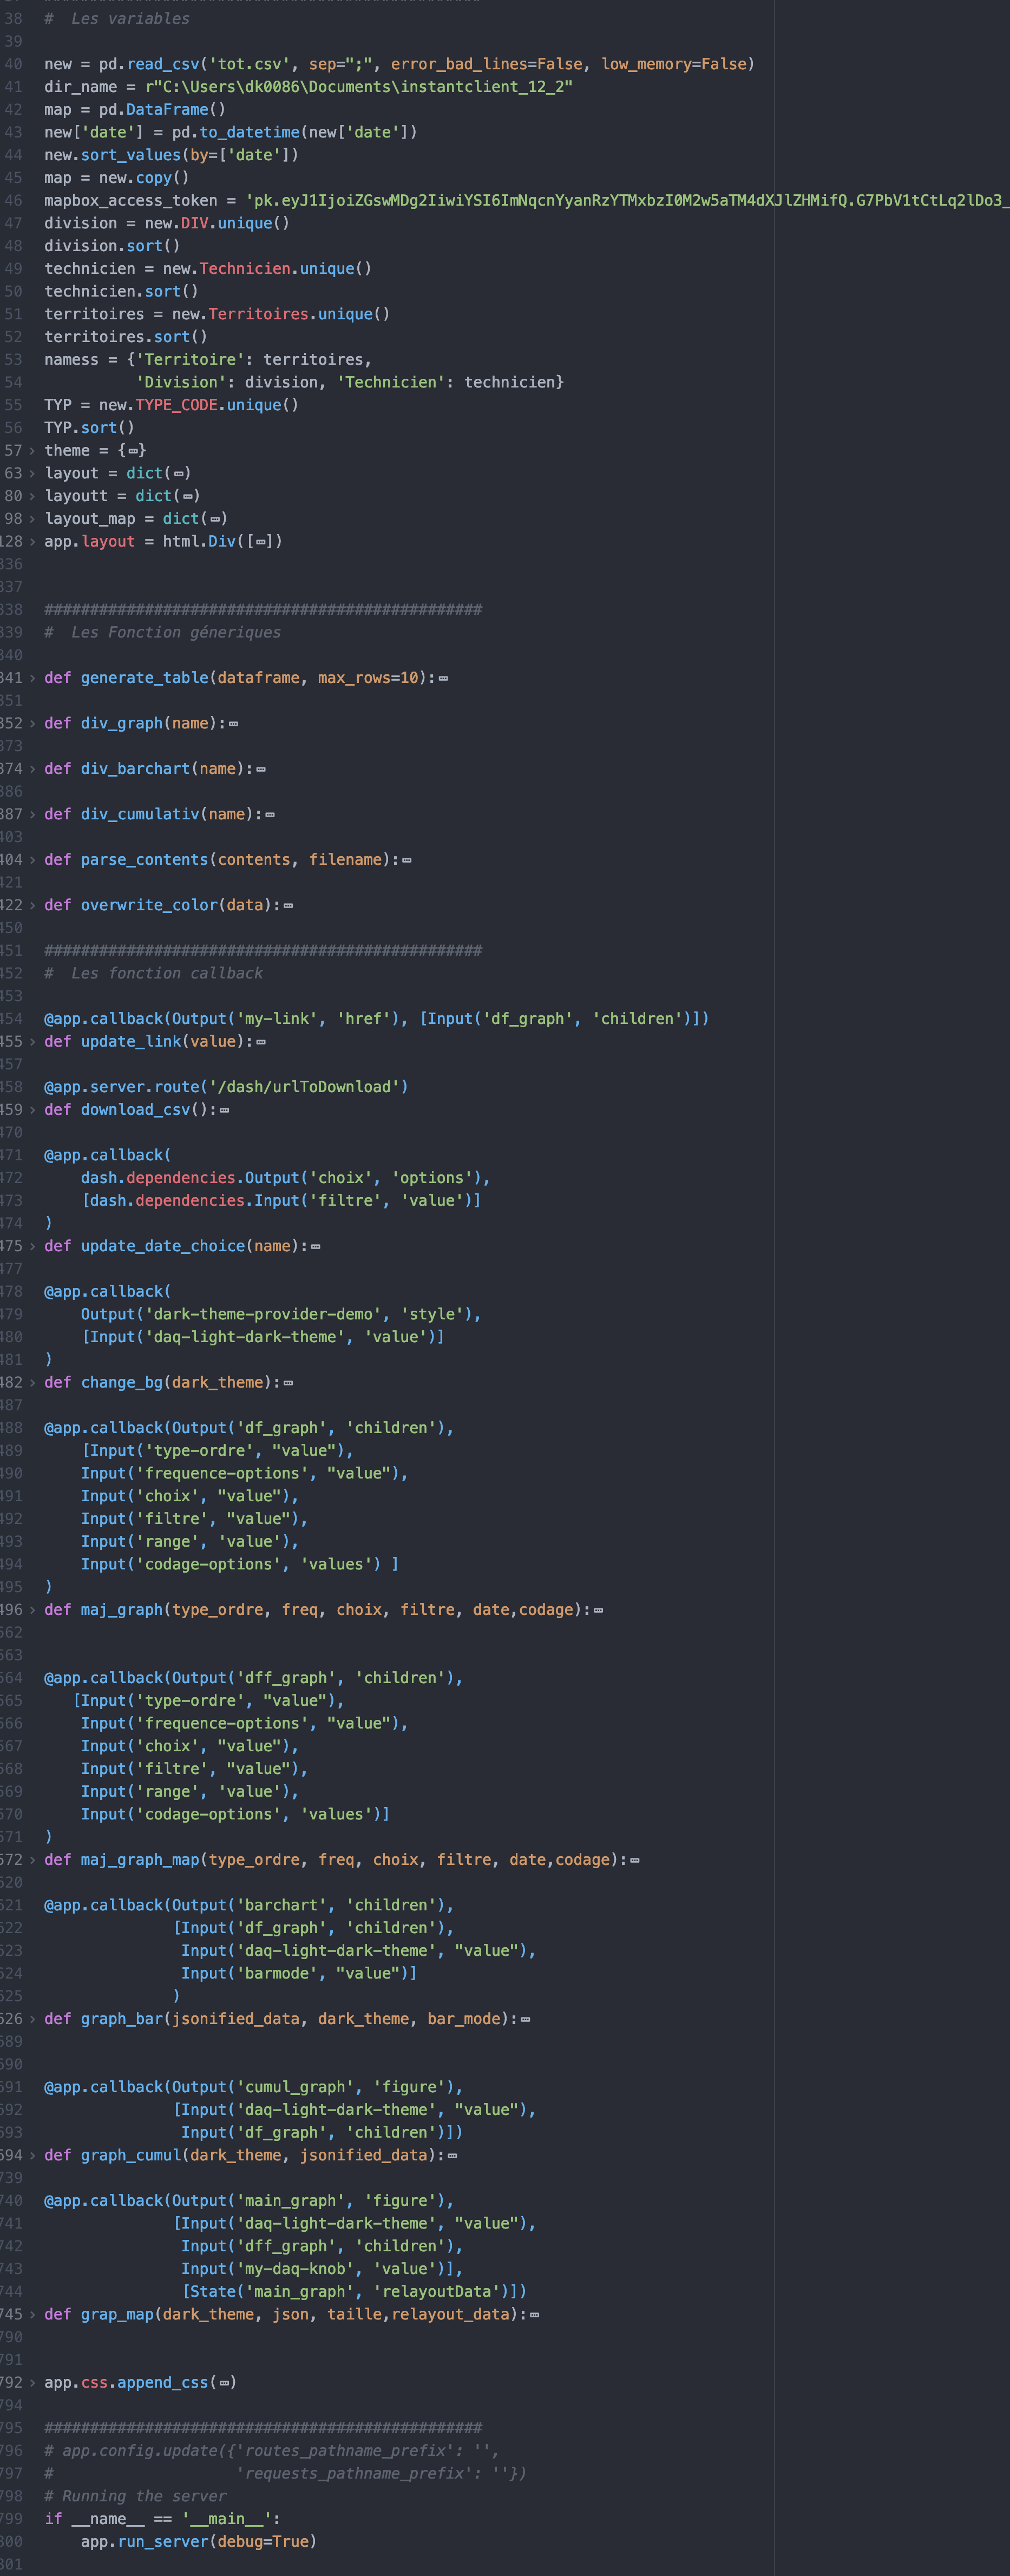 38 #  Les variables
39
40 new = pd.read_csv('tot.csv', sep=";", error_bad_lines=False, low_memory=False)
41 dir_name = r"C:\Users\dk0086\Documents\instantclient_12_2"
42 map = pd.DataFrame()
43 new['date'] = pd.to_datetime(new['date'])
44 new.sort_values(by=['date'])
45 map = new.copy()
46 mapbox_access_token = 'pk.eyJ1IjoiZGswMDg2IiwiYSI6ImNqcnYyanRzYTMxbzI0M2w5aTM4dXJlZHMifQ.G7PbV1tCtLq2lDo3_
47 division = new.DIV.unique()
48 division.sort()
49 technicien = new.Technicien.unique()
50 technicien.sort()
51 territoires = new.Territoires.unique()
52 territoires.sort()
53 namess = {'Territoire': territoires,
54           'Division': division, 'Technicien': technicien}
55 TYP = new.TYPE_CODE.unique()
56 TYP.sort()
57 > theme = {…}
63 > layout = dict(…)
80 > layoutt = dict(…)
98 > layout_map = dict(…)
128 > app.layout = html.Div([…])
336
337
338 ################################################
339 #  Les Fonction géneriques
340
341 > def generate_table(dataframe, max_rows=10):…
351
352 > def div_graph(name):…
373
374 > def div_barchart(name):…
386
387 > def div_cumulativ(name):…
403
404 > def parse_contents(contents, filename):…
421
422 > def overwrite_color(data):…
450
451 ################################################
452 #  Les fonction callback
453
454 @app.callback(Output('my-link', 'href'), [Input('df_graph', 'children')])
455 > def update_link(value):…
457
458 @app.server.route('/dash/urlToDownload')
459 > def download_csv():…
470
471 @app.callback(
472     dash.dependencies.Output('choix', 'options'),
473     [dash.dependencies.Input('filtre', 'value')]
474 )
475 > def update_date_choice(name):…
477
478 @app.callback(
479     Output('dark-theme-provider-demo', 'style'),
480     [Input('daq-light-dark-theme', 'value')]
481 )
482 > def change_bg(dark_theme):…
487
488 @app.callback(Output('df_graph', 'children'),
489     [Input('type-ordre', "value"),
490     Input('frequence-options', "value"),
491     Input('choix', "value"),
492     Input('filtre', "value"),
493     Input('range', 'value'),
494     Input('codage-options', 'values') ]
495 )
496 > def maj_graph(type_ordre, freq, choix, filtre, date,codage):…
562
563
564 @app.callback(Output('dff_graph', 'children'),
565    [Input('type-ordre', "value"),
566     Input('frequence-options', "value"),
567     Input('choix', "value"),
568     Input('filtre', "value"),
569     Input('range', 'value'),
570     Input('codage-options', 'values')]
571 )
572 > def maj_graph_map(type_ordre, freq, choix, filtre, date,codage):…
620
621 @app.callback(Output('barchart', 'children'),
622               [Input('df_graph', 'children'),
623                Input('daq-light-dark-theme', "value"),
624                Input('barmode', "value")]
625               )
626 > def graph_bar(jsonified_data, dark_theme, bar_mode):…
689
690
691 @app.callback(Output('cumul_graph', 'figure'),
692               [Input('daq-light-dark-theme', "value"),
693                Input('df_graph', 'children')])
694 > def graph_cumul(dark_theme, jsonified_data):…
739
740 @app.callback(Output('main_graph', 'figure'),
741               [Input('daq-light-dark-theme', "value"),
742                Input('dff_graph', 'children'),
743                Input('my-daq-knob', 'value')],
744                [State('main_graph', 'relayoutData')])
745 > def grap_map(dark_theme, json, taille,relayout_data):…
790
791
792 > app.css.append_css(…)
794
795 ################################################
796 # app.config.update({'routes_pathname_prefix': '',
797 #                    'requests_pathname_prefix': ''})
798 # Running the server
799 if __name__ == '__main__':
800     app.run_server(debug=True)
801